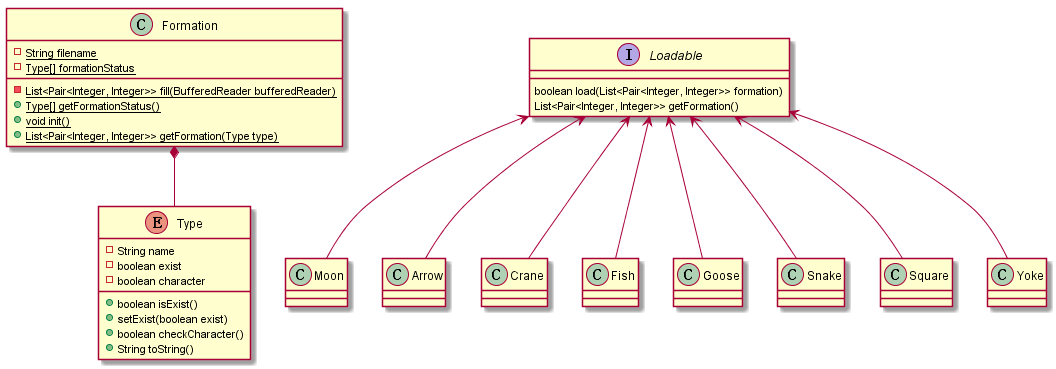 C Formation
String filename
Type[] formationStatus
List<Pair<Integer, Integer>> fill(BufferedReader bufferedReader)
Type[] getFormationStatus()
void init()
List<Pair<Integer, Integer>> getFormation(Type type)
I Loadable
boolean load(List<Pair<Integer, Integer>> formation)
List<Pair<Integer, Integer>> getFormation()
E Type
String name
boolean exist
boolean character
boolean isExist()
setExist(boolean exist)
boolean checkCharacter()
String toString()
C Moon
C Arrow
C Crane
C Fish
C Goose
C Snake
C Square
C Yoke